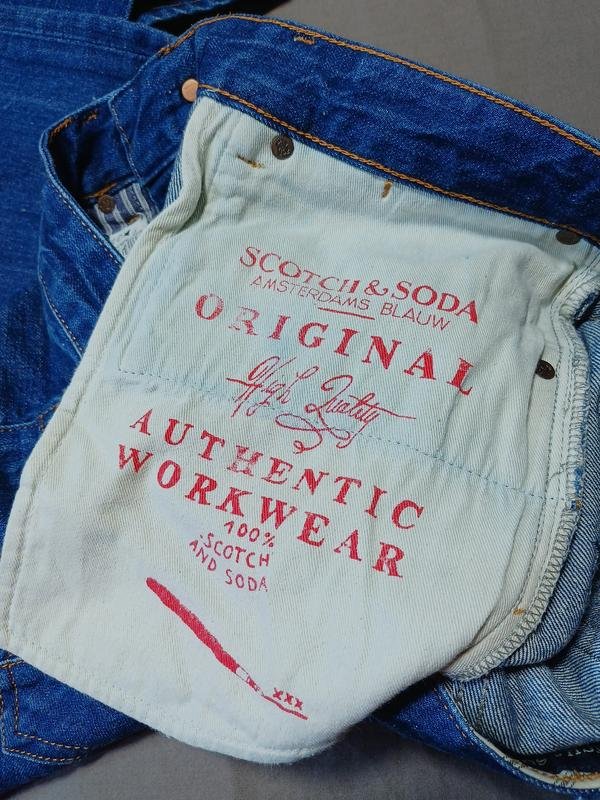 SCOTCH & SODA
AMSTERDAMS BLAUW
ORIGINAL
High Quality
AUTHENTIC
WORKWEAR
100%
SCOTCH
AND SODA
XXX